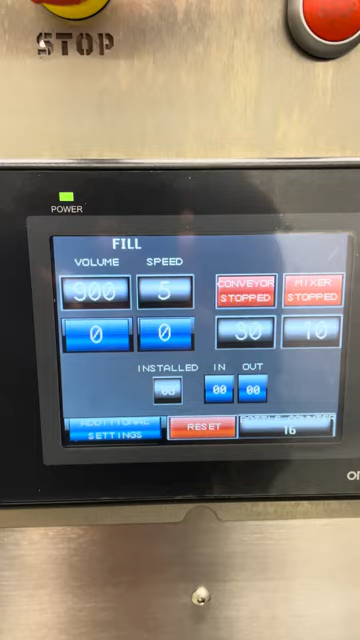 STOP
POWER
FILL
VOLUME SPEED
900 5 CONVEYOR STOPPED MIXER STOPPED
0 0 30 10
INSTALLED IN OUT
00 00
ADDITIONAL SETTINGS RESET 16